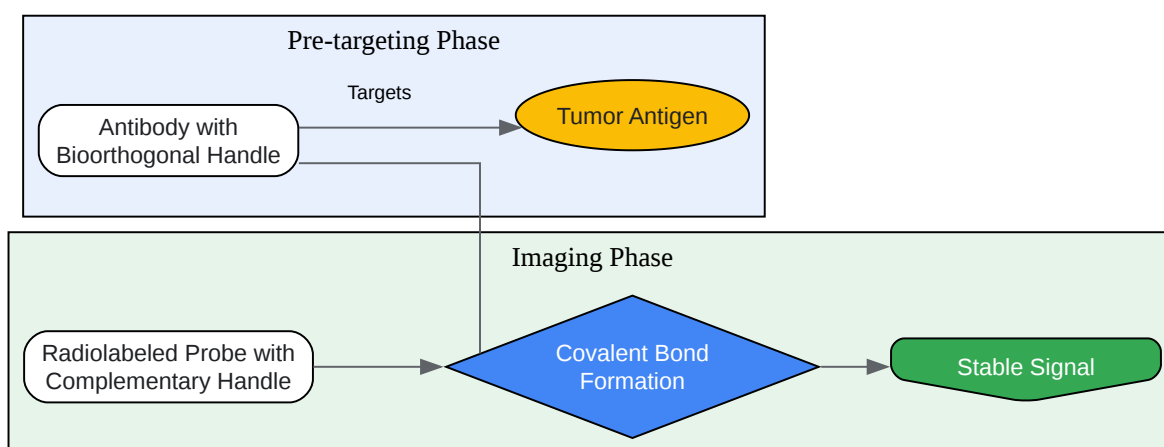 Pre-targeting Phase
Targets
Antibody with
Bioorthogonal Handle
Tumor Antigen
Imaging Phase
Radiolabeled Probe with
Complementary Handle
Covalent Bond
Formation
Stable Signal